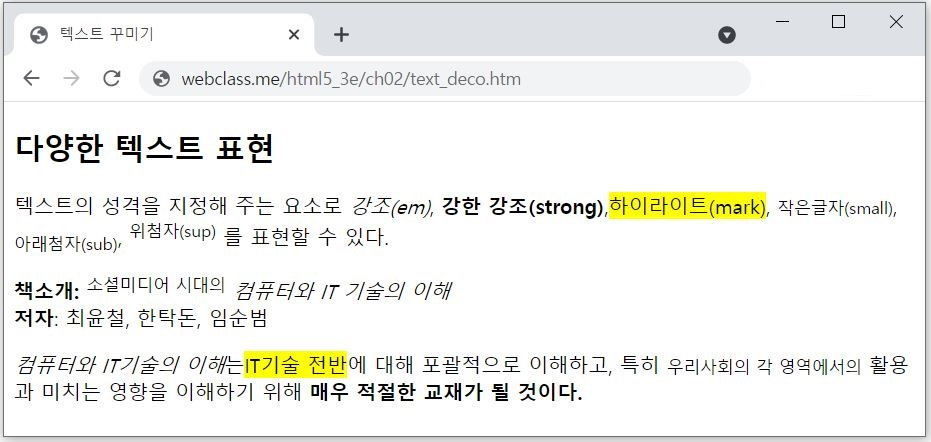 텍스트 꾸미기
webclass.me/html5_3e/ch02/text_deco.htm
다양한 텍스트 표현
텍스트의 성격을 지정해 주는 요소로 강조(em), 강한 강조(strong),하이라이트(mark), 작은글자(small),
아래첨자(sub), 위첨자(sup) 를 표현할 수 있다.
책소개: 소셜미디어 시대의 컴퓨터와 IT 기술의 이해
저자: 최윤철, 한탁돈, 임순범
컴퓨터와 IT기술의 이해는IT기술 전반에 대해 포괄적으로 이해하고, 특히 우리사회의 각 영역에서의 활용
과 미치는 영향을 이해하기 위해 매우 적절한 교재가 될 것이다.